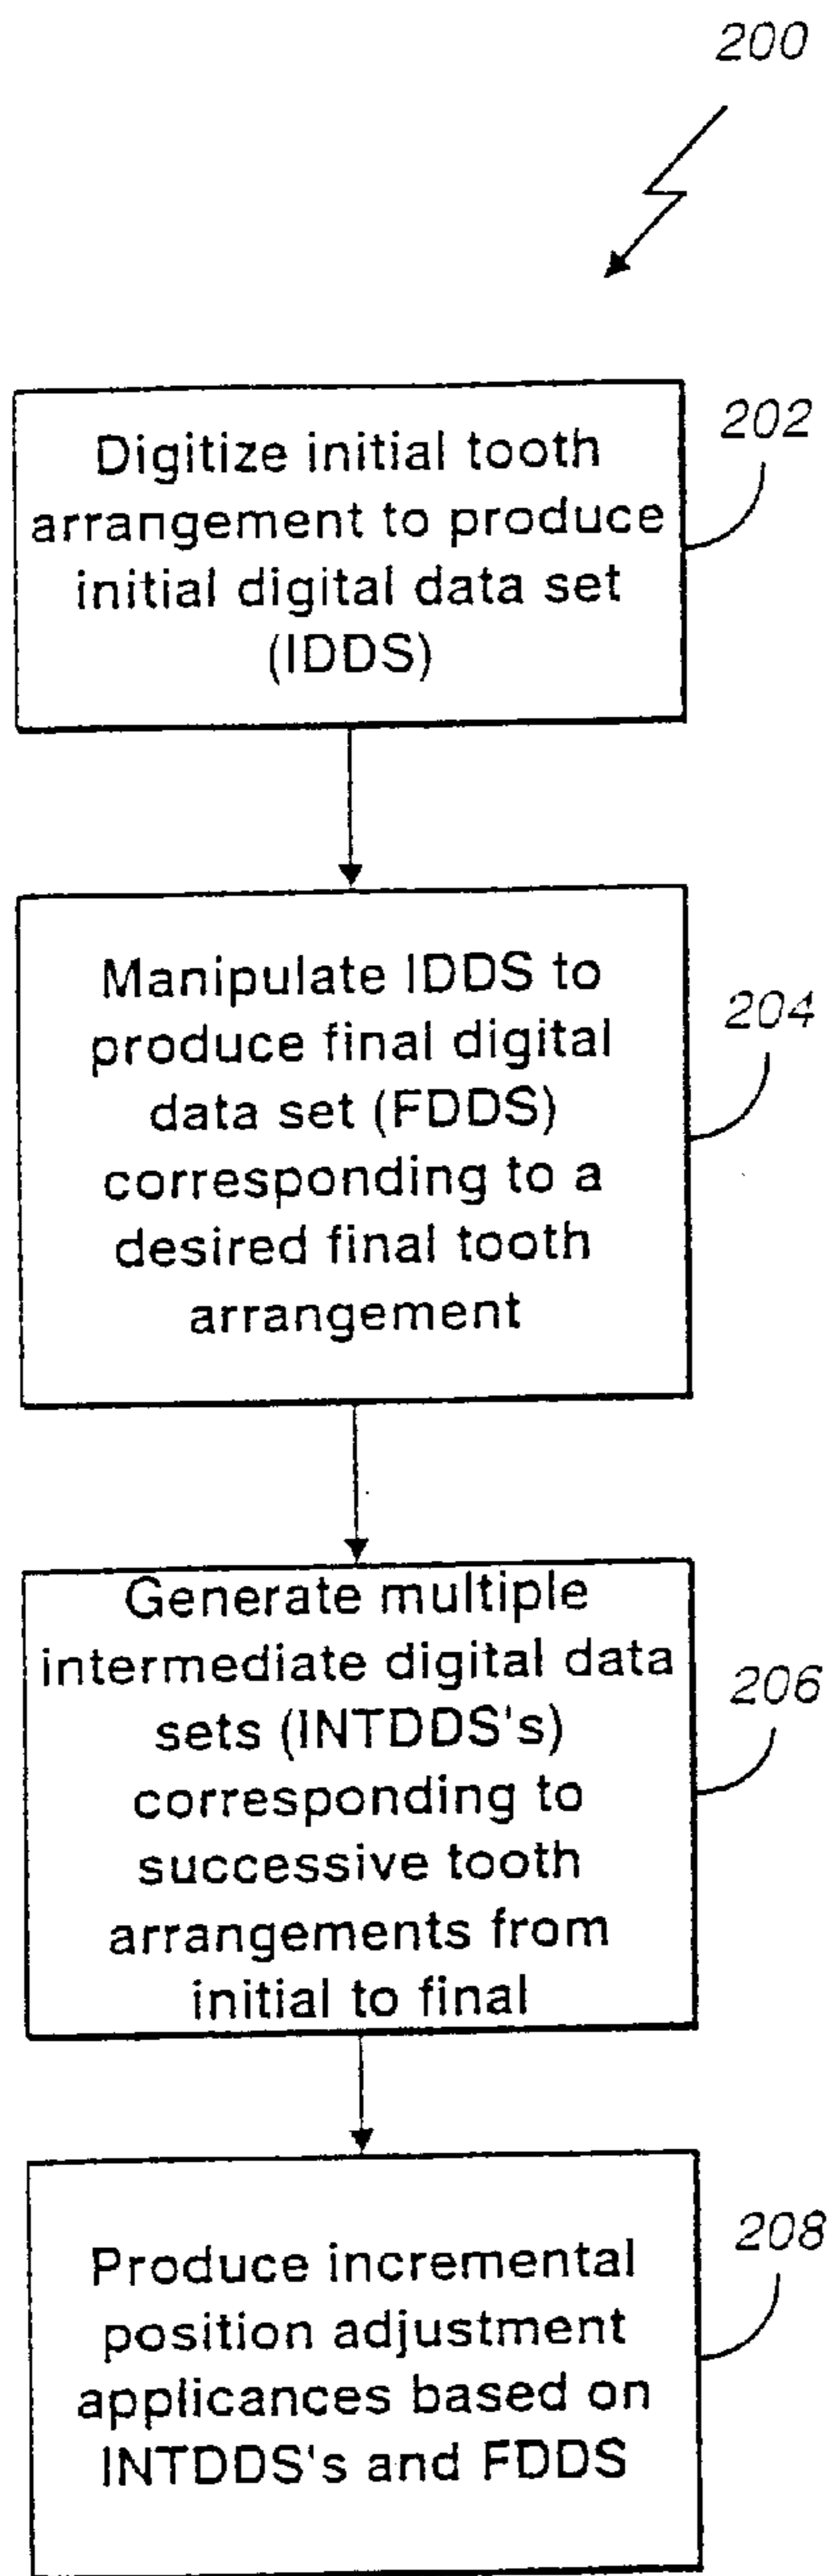 200
Digitize initial tooth
arrangement to produce
initial digital data set
(IDDS)
202
Manipulate IDDS to
produce final digital
data set (FDDS)
corresponding to a
desired final tooth
arrangement
204
Generate multiple
intermediate digital data
sets (INTDDS's)
corresponding to
successive tooth
arrangements from
initial to final
206
Produce incremental
position adjustment
applicances based on
INTDDS's and FDDS
208